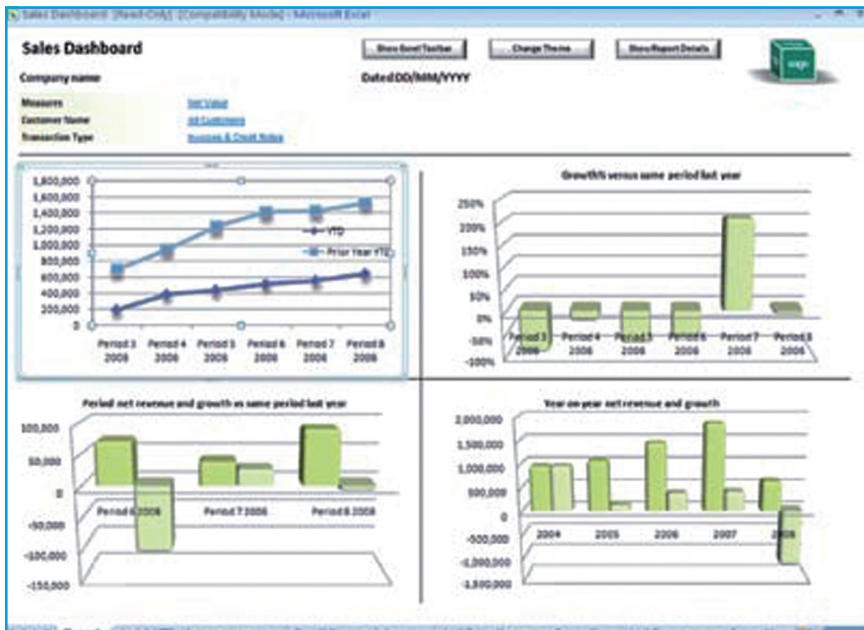 Sales Dashboard [Read-Only] [Compatibility Mode] - Microsoft Excel
Sales Dashboard
Show Excel Toolbar
Change Theme
Show Report Details
sage
Company name
Dated DD/MM/YYYY
Measures
Net Value
Customer Name
All Customers
Transaction Type
Invoices & Credit Notes
1,800,000
1,600,000
1,400,000
1,200,000
1,000,000
800,000
600,000
400,000
200,000
0
YTD
Prior Year YTD
Period 3 2008
Period 4 2008
Period 5 2008
Period 6 2008
Period 7 2008
Period 8 2008
Growth% versus same period last year
250%
200%
150%
100%
50%
0%
-50%
-100%
Period 3 2008
Period 4 2008
Period 5 2008
Period 6 2008
Period 7 2008
Period 8 2008
Period net revenue and growth vs same period last year
100,000
50,000
0
-50,000
-100,000
-150,000
Period 6 2008
Period 7 2008
Period 8 2008
Year on year net revenue and growth
2,000,000
1,500,000
1,000,000
500,000
0
-500,000
-1,000,000
-1,500,000
2004
2005
2006
2007
2008